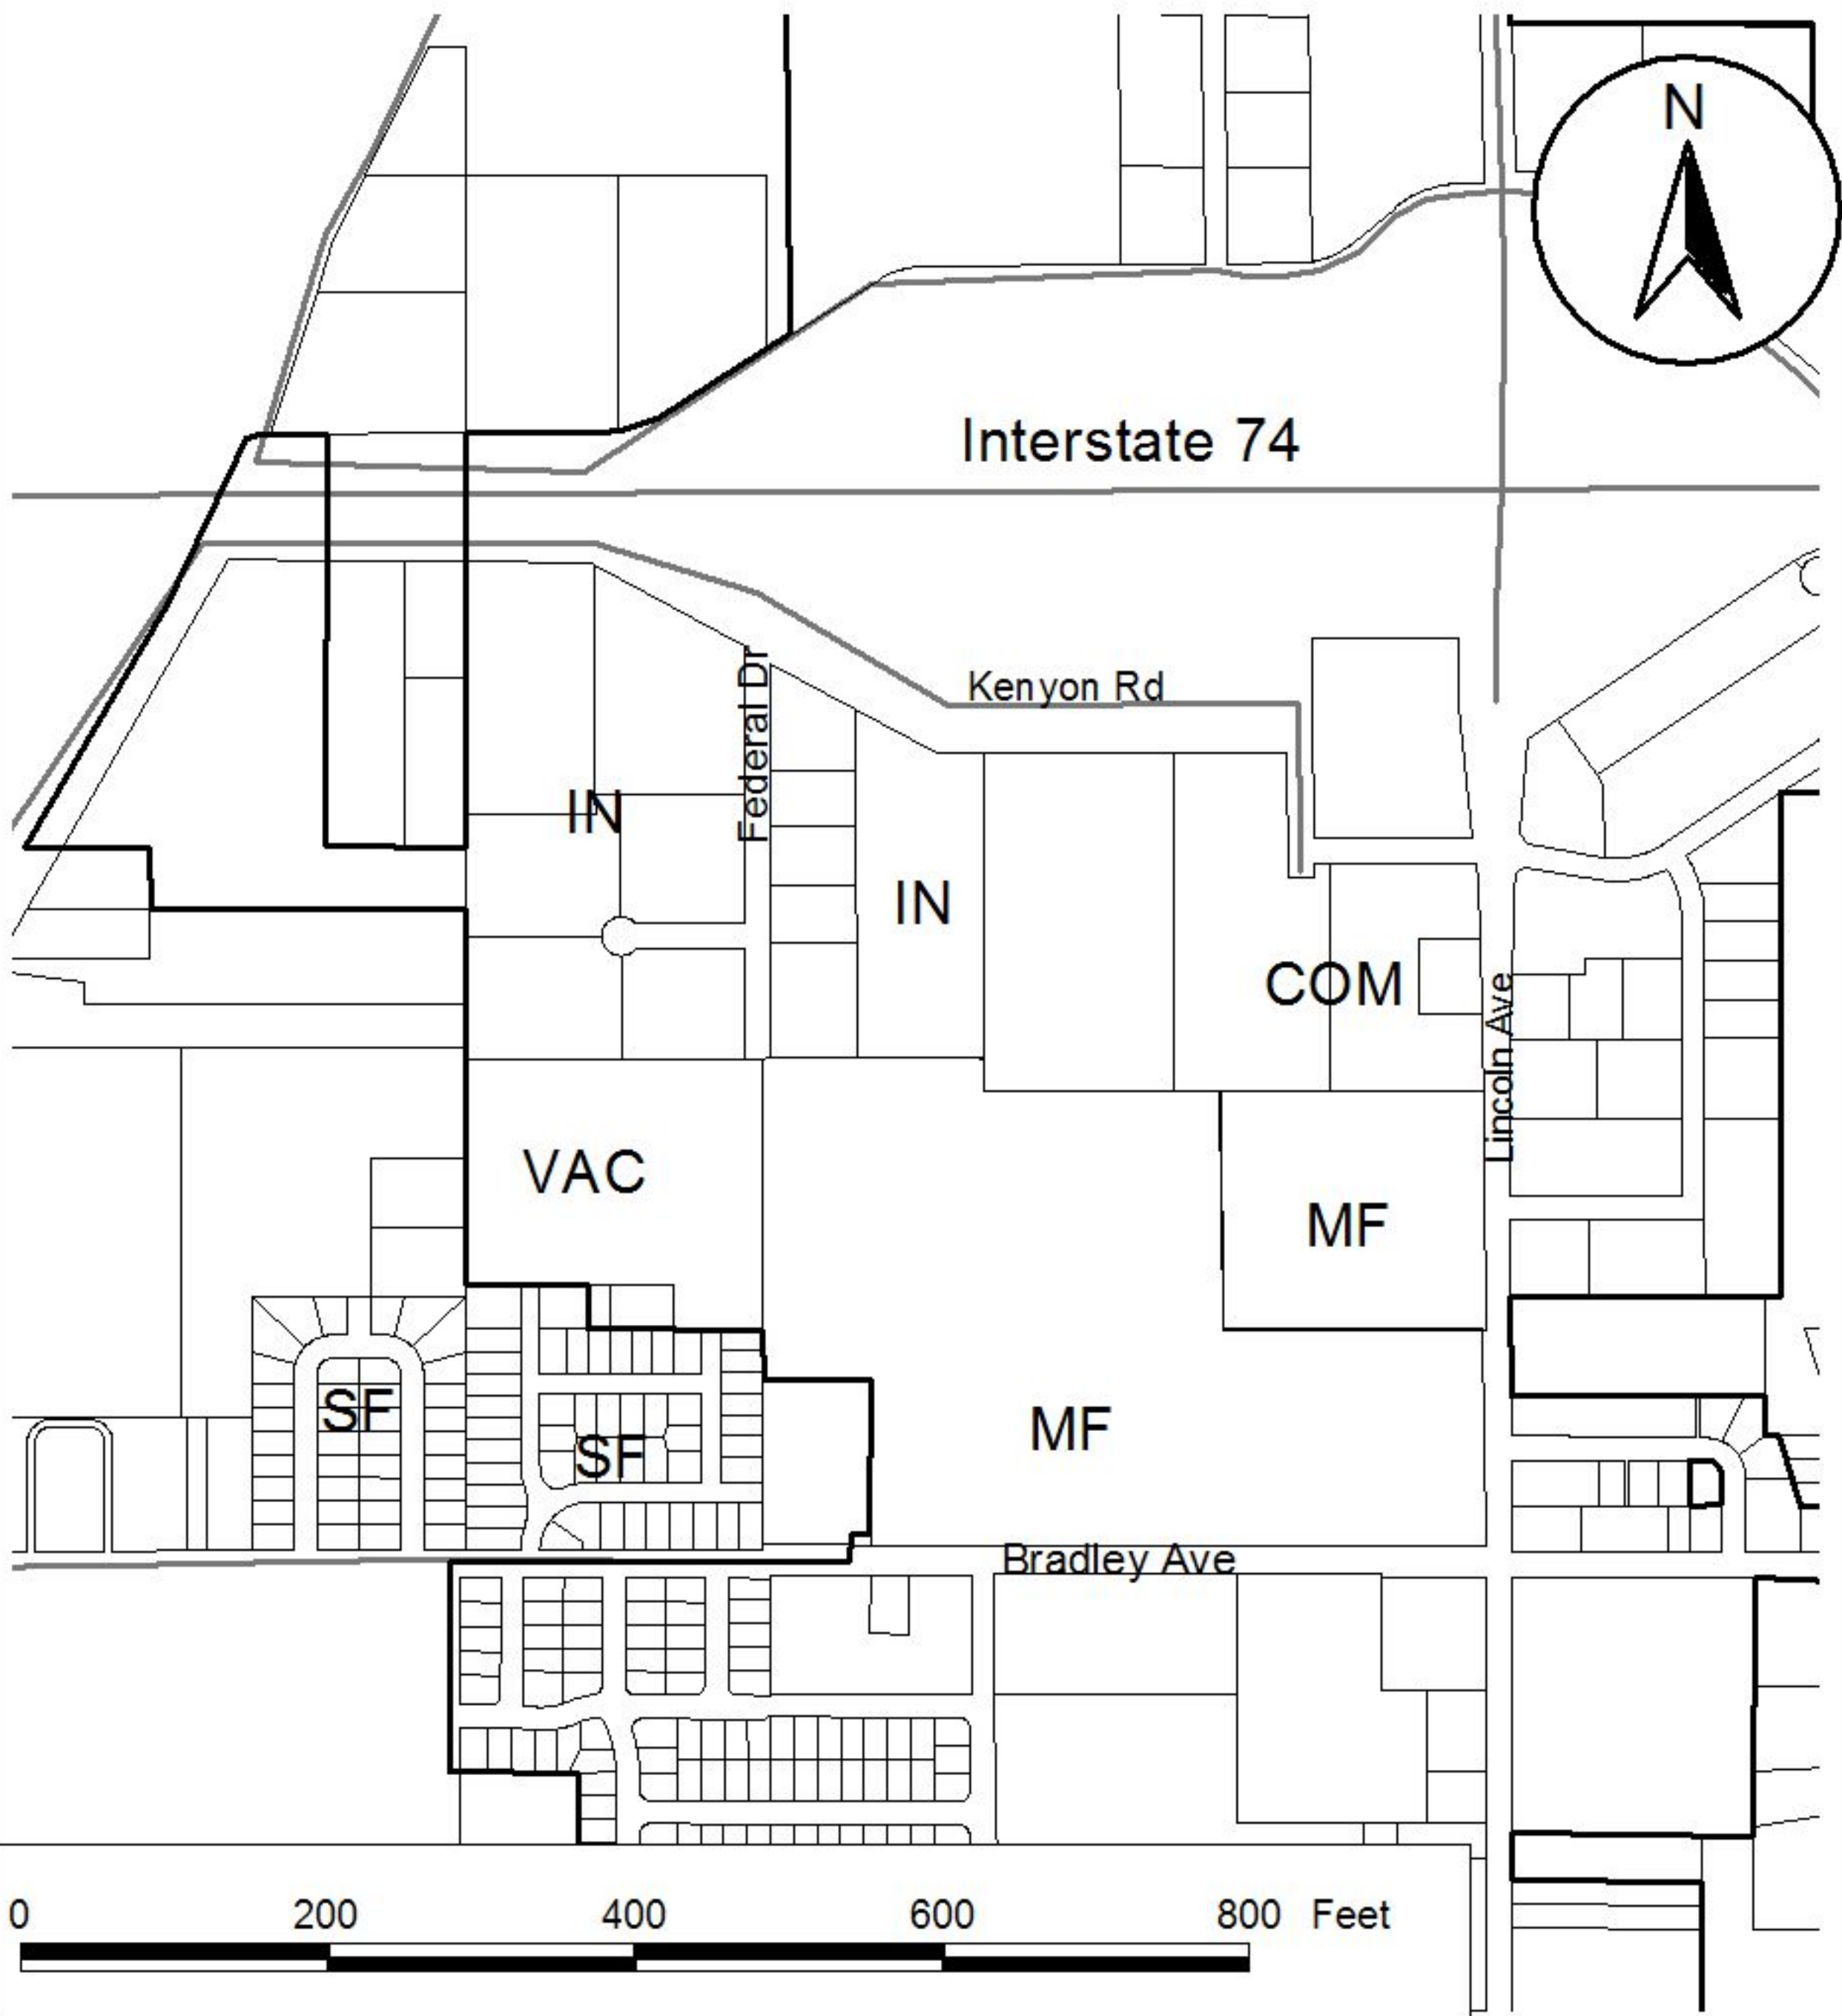 N
Interstate 74
Kenyon Rd
Federal Dr
IN
IN
COM
Lincoln Ave
VAC
MF
SF
SF
MF
Bradley Ave
0 200 400 600 800 Feet